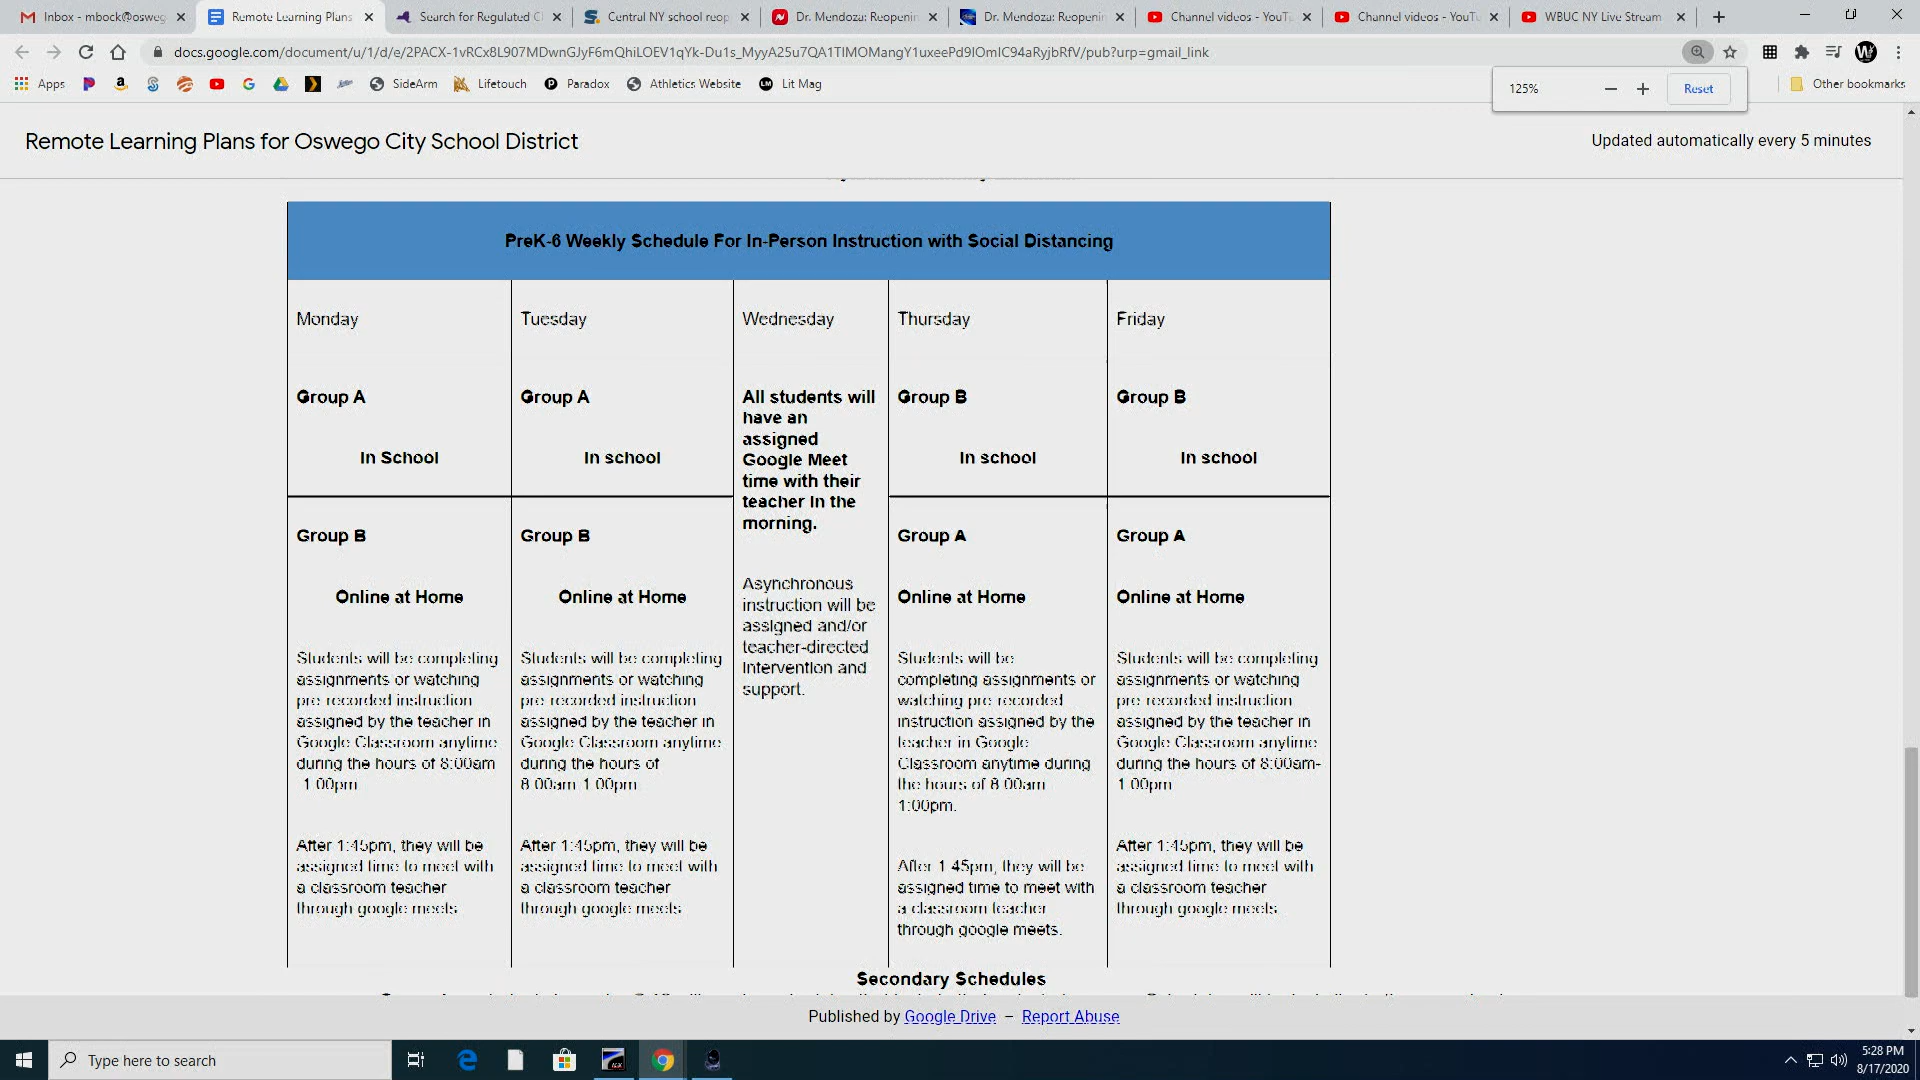 Inbox - mbock@osweg
Remote Learning Plans
Search for Regulated C
Central NY school reop
Dr. Mendoza: Reopenin
Dr. Mendoza: Reopenin
Channel videos - YouTu
Channel videos - YouTu
WBUC NY Live Stream
docs.google.com/document/u/1/d/e/2PACX-1vRCx8L907MDwnGJyF6mQhiLOEV1qYk-Du1s_MyyA25u7QA1TIMOMangY1uxeePd9IOmIC94aRyjbRfV/pub?urp=gmail_link
Apps
SideArm
Lifetouch
Paradox
Athletics Website
Lit Mag
Other bookmarks
125%
Reset
Remote Learning Plans for Oswego City School District
Updated automatically every 5 minutes
PreK-6 Weekly Schedule For In-Person Instruction with Social Distancing
Monday
Tuesday
Wednesday
Thursday
Friday
Group A
In School
Group A
In school
All students will
have an
assigned
Google Meet
time with their
teacher in the
morning.
Asynchronous
instruction will be
assigned and/or
teacher-directed
intervention and
support.
Group B
In school
Group B
In school
Group B
Online at Home
Students will be completing
assignments or watching
pre-recorded instruction
assigned by the teacher in
Google Classroom anytime
during the hours of 8:00am
-1:00pm
After 1:45pm, they will be
assigned time to meet with
a classroom teacher
through google meets
Group B
Online at Home
Students will be completing
assignments or watching
pre-recorded instruction
assigned by the teacher in
Google Classroom anytime
during the hours of
8:00am-1:00pm
After 1:45pm, they will be
assigned time to meet with
a classroom teacher
through google meets
Group A
Online at Home
Students will be
completing assignments or
watching pre-recorded
instruction assigned by the
teacher in Google
Classroom anytime during
the hours of 8:00am-
1:00pm.
After 1:45pm, they will be
assigned time to meet with
a classroom teacher
through google meets.
Group A
Online at Home
Students will be completing
assignments or watching
pre-recorded instruction
assigned by the teacher in
Google Classroom anytime
during the hours of 8:00am-
1:00pm
After 1:45pm, they will be
assigned time to meet with
a classroom teacher
through google meets
Secondary Schedules
Published by Google Drive – Report Abuse
Type here to search
5:28 PM
8/17/2020